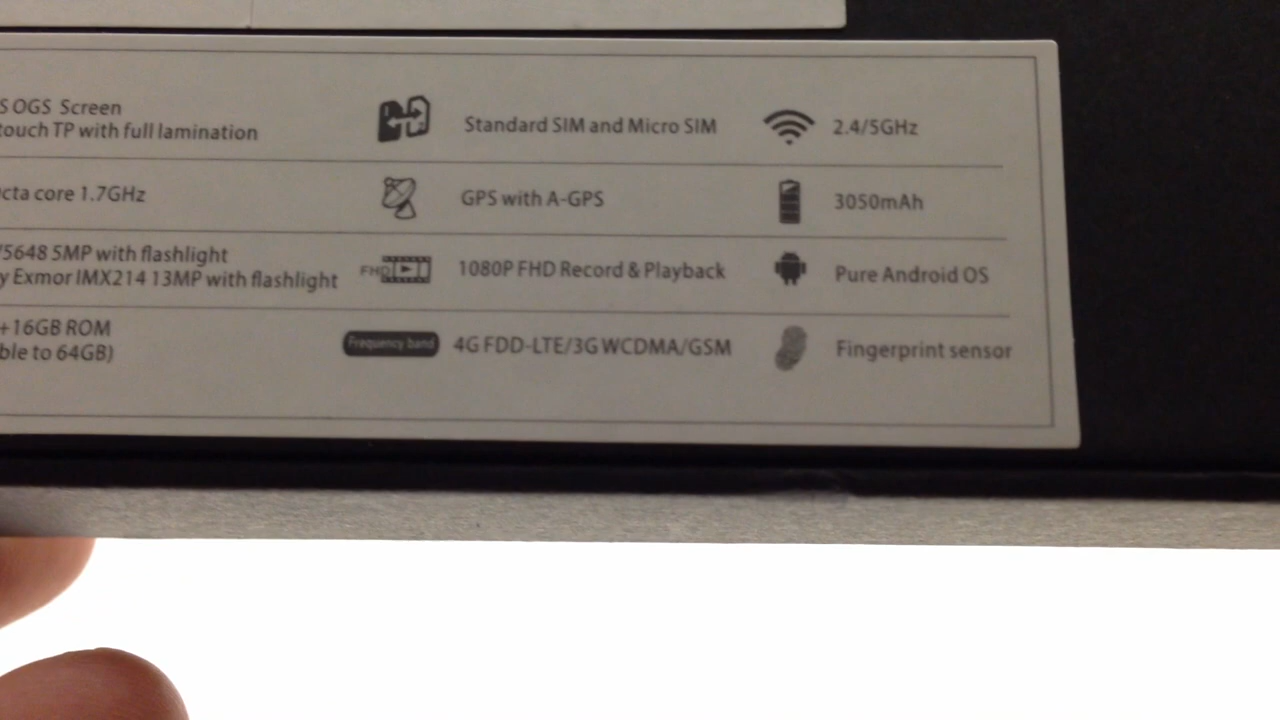 S OGS Screen
touch TP with full lamination
Standard SIM and Micro SIM
2.4/5GHz
cta core 1.7GHz
GPS with A-GPS
3050mAh
/5648 5MP with flashlight
y Exmor IMX214 13MP with flashlight
FHD
1080P FHD Record & Playback
Pure Android OS
+16GB ROM
ble to 64GB)
Frequency band
4G FDD-LTE/3G WCDMA/GSM
Fingerprint sensor